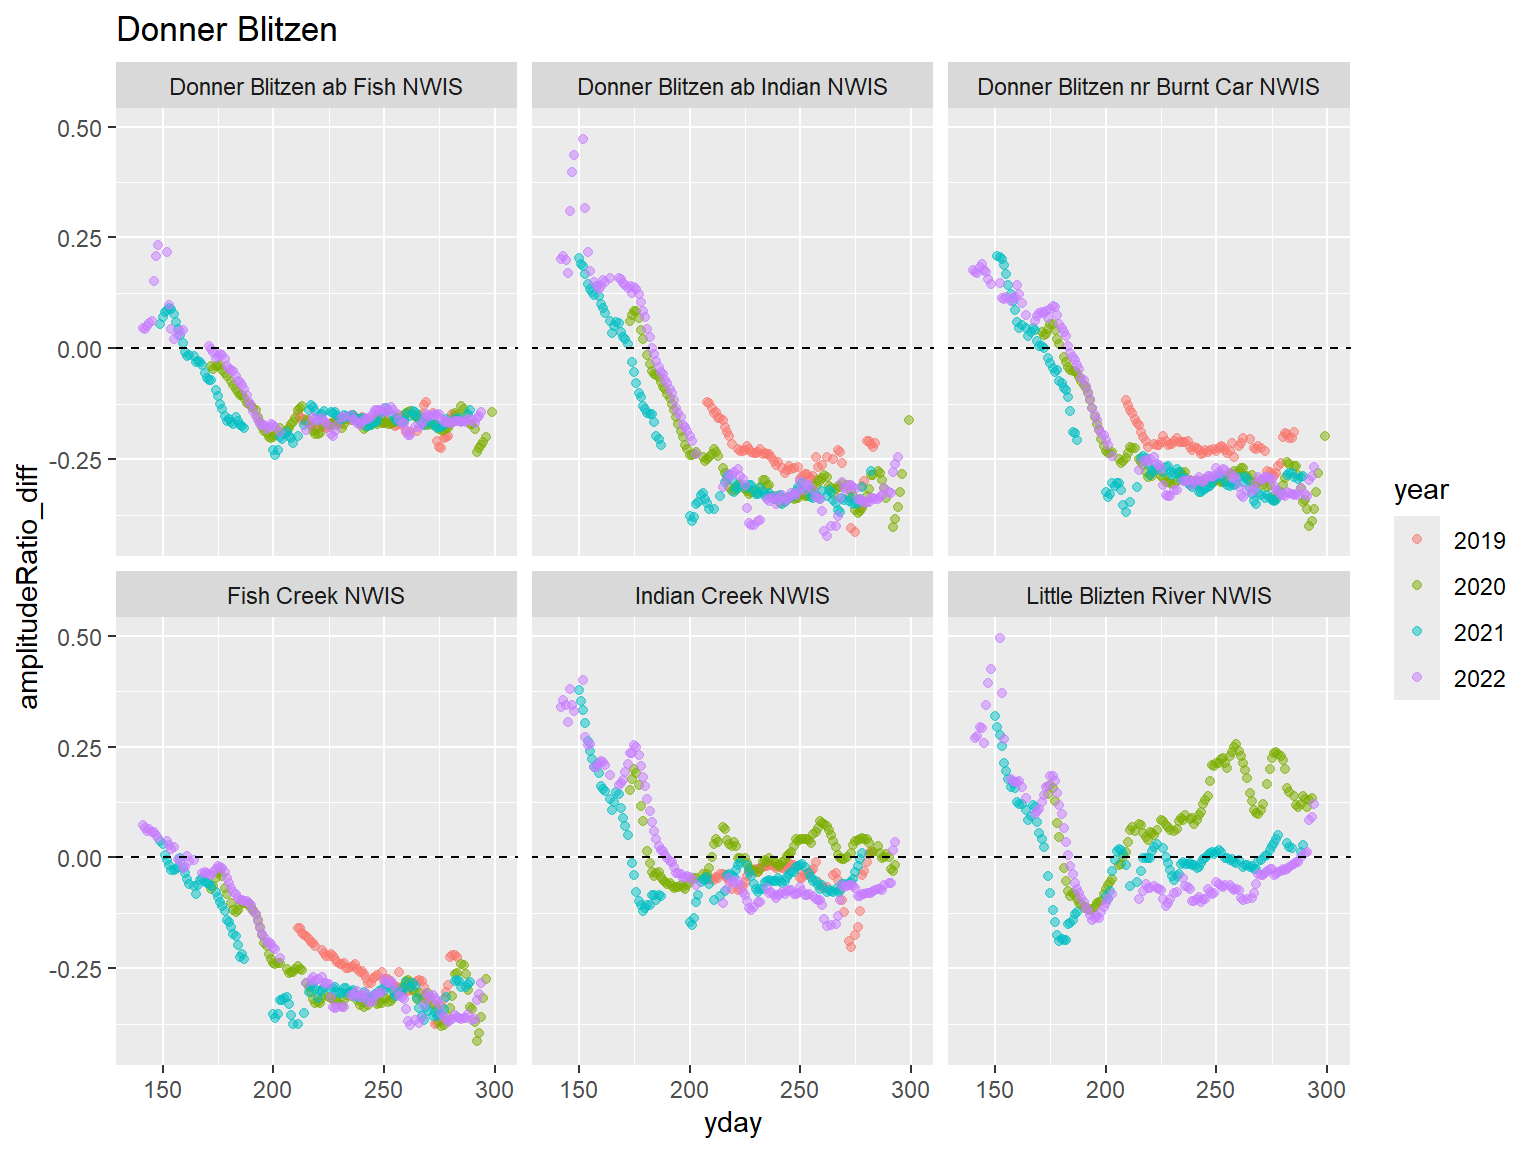 Donner Blitzen
Donner Blitzen ab Fish NWIS
Donner Blitzen ab Indian NWIS
Donner Blitzen nr Burnt Car NWIS
0.50
0.25
0.00
-0.25
Fish Creek NWIS
Indian Creek NWIS
Little Blizten River NWIS
0.50
0.25
0.00
-0.25
150 200 250 300
150 200 250 300
150 200 250 300
yday
amplitudeRatio_diff
year
2019
2020
2021
2022